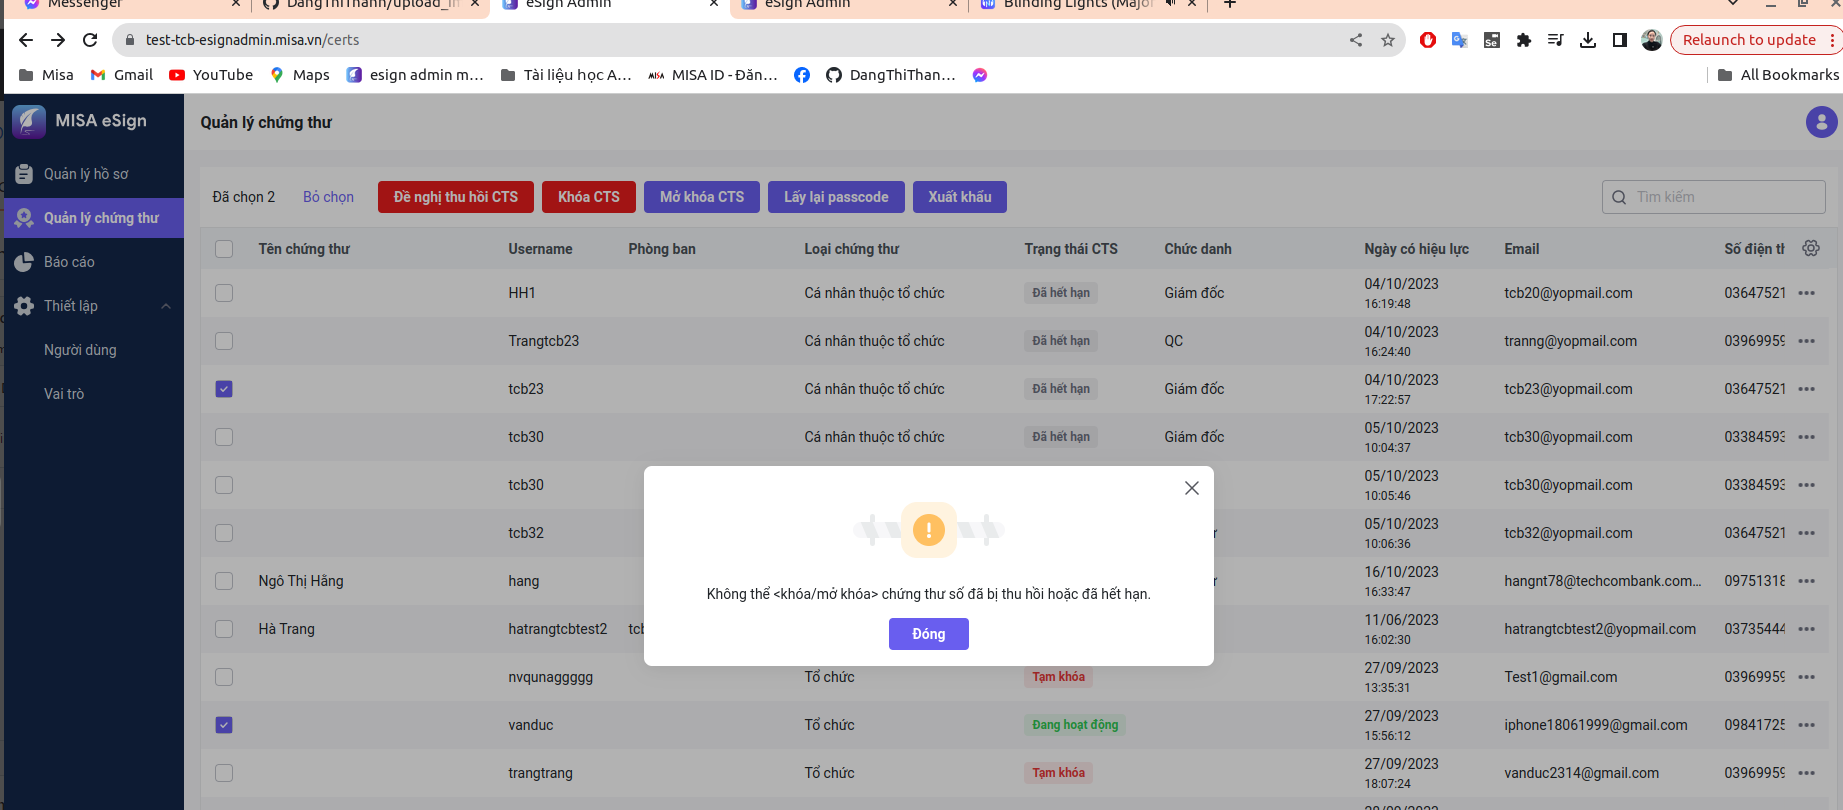 Messenger
DangThiThanh/upload_im
eSign Admin
eSign Admin
Blinding Lights (Major
test-tcb-esignadmin.misa.vn/certs
Relaunch to update
Misa
Gmail
YouTube
Maps
esign admin m...
Tài liệu học A...
MISA
MISA ID - Đăn...
DangThiThan...
All Bookmarks
MISA eSign
Quản lý chứng thư
Quản lý hồ sơ
Quản lý chứng thư
Báo cáo
Thiết lập
Người dùng
Vai trò
Đã chọn 2 Bỏ chọn Đề nghị thu hồi CTS Khóa CTS Mở khóa CTS Lấy lại passcode Xuất khẩu Tìm kiếm
Tên chứng thư Username Phòng ban Loại chứng thư Trạng thái CTS Chức danh Ngày có hiệu lực Email Số điện th
HH1 Cá nhân thuộc tổ chức Đã hết hạn Giám đốc 04/10/2023 tcb20@yopmail.com 03647521
16:19:48
Trangtcb23 Cá nhân thuộc tổ chức Đã hết hạn QC 04/10/2023 tranng@yopmail.com 03969959
16:24:40
tcb23 Cá nhân thuộc tổ chức Đã hết hạn Giám đốc 04/10/2023 tcb23@yopmail.com 03647521
17:22:57
tcb30 Cá nhân thuộc tổ chức Đã hết hạn Giám đốc 05/10/2023 tcb30@yopmail.com 03384593
10:04:37
tcb30 05/10/2023 tcb30@yopmail.com 03384593
10:05:46
tcb32 05/10/2023 tcb32@yopmail.com 03647521
10:06:36
Ngô Thị Hằng hang 16/10/2023 hangnt78@techcombank.com... 09751318
16:33:47
Hà Trang hatrangtcbtest2 tcb 11/06/2023 hatrangtcbtest2@yopmail.com 03735444
16:02:30
Không thể <khóa/mở khóa> chứng thư số đã bị thu hồi hoặc đã hết hạn.
Đóng
nvqunaggggg Tổ chức Tạm khóa 27/09/2023 Test1@gmail.com 03969959
13:35:31
vanduc Tổ chức Đang hoạt động 27/09/2023 iphone18061999@gmail.com 09841725
15:56:12
trangtrang Tổ chức Tạm khóa 27/09/2023 vanduc2314@gmail.com 03969959
18:07:24